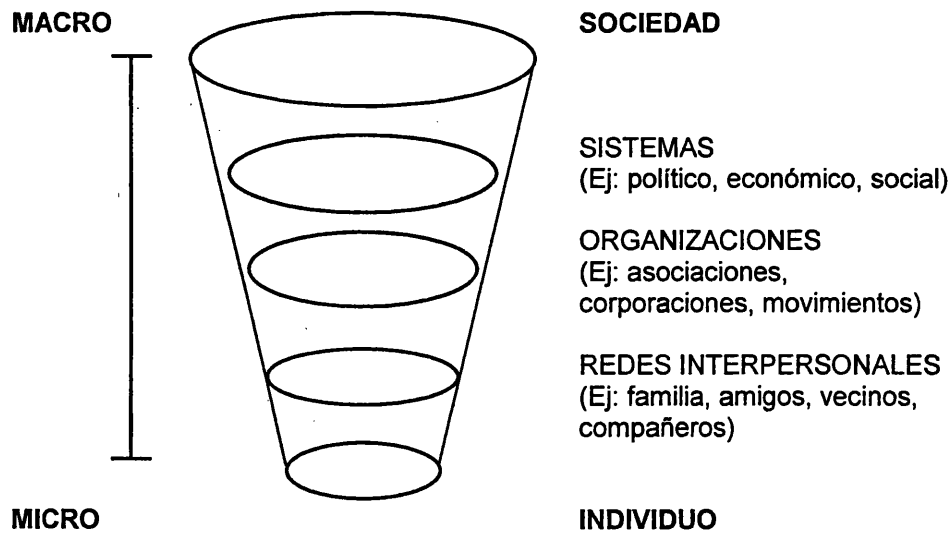 MACRO
SOCIEDAD
SISTEMAS
(Ej: político, económico, social)
ORGANIZACIONES
(Ej: asociaciones,
corporaciones, movimientos)
REDES INTERPERSONALES
(Ej: familia, amigos, vecinos,
compañeros)
MICRO
INDIVIDUO